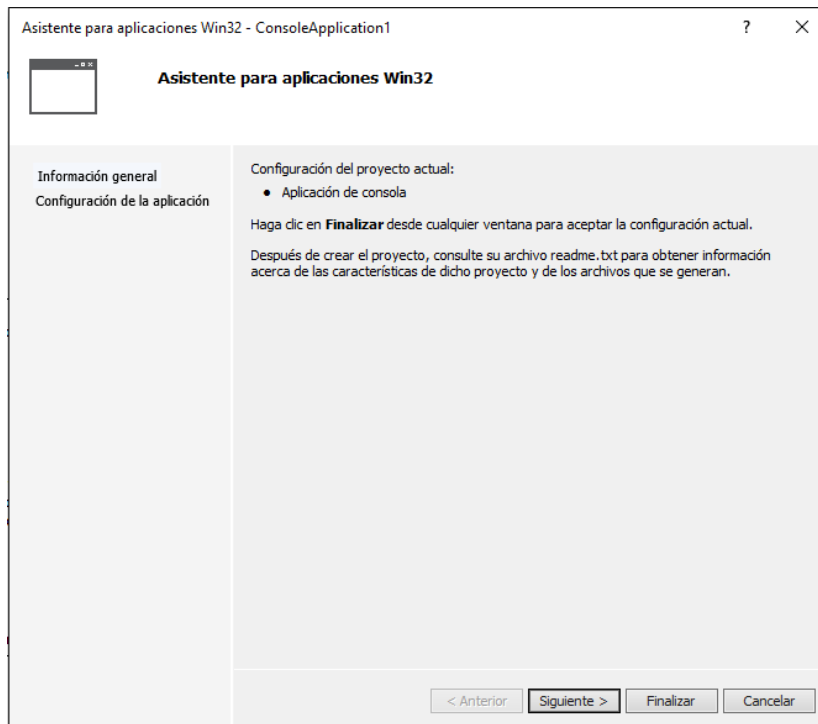 Asistente para aplicaciones Win32 - ConsoleApplication1
?
Asistente para aplicaciones Win32
Información general
Configuración de la aplicación
Configuración del proyecto actual:
• Aplicación de consola
Haga clic en Finalizar desde cualquier ventana para aceptar la configuración actual.
Después de crear el proyecto, consulte su archivo readme.txt para obtener información
acerca de las características de dicho proyecto y de los archivos que se generan.
< Anterior
Siguiente >
Finalizar
Cancelar